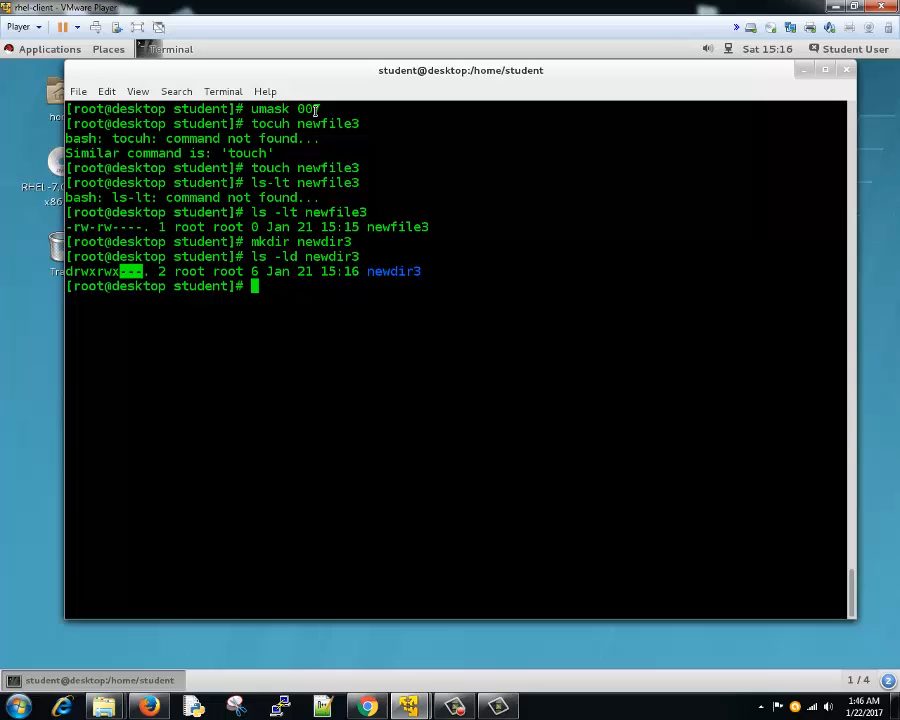 rhel-client - VMware Player
Player
Applications Places Terminal Sat 15:16 Student User
student@desktop:/home/student
File Edit View Search Terminal Help
[root@desktop student]# umask 007
[root@desktop student]# tocuh newfile3
bash: tocuh: command not found...
Similar command is: 'touch'
[root@desktop student]# touch newfile3
[root@desktop student]# ls-lt newfile3
bash: ls-lt: command not found...
[root@desktop student]# ls -lt newfile3
-rw-rw----. 1 root root 0 Jan 21 15:15 newfile3
[root@desktop student]# mkdir newdir3
[root@desktop student]# ls -ld newdir3
drwxrwx---. 2 root root 6 Jan 21 15:16 newdir3
[root@desktop student]#
student@desktop:/home/student 1 / 4 2
1:46 AM
1/22/2017